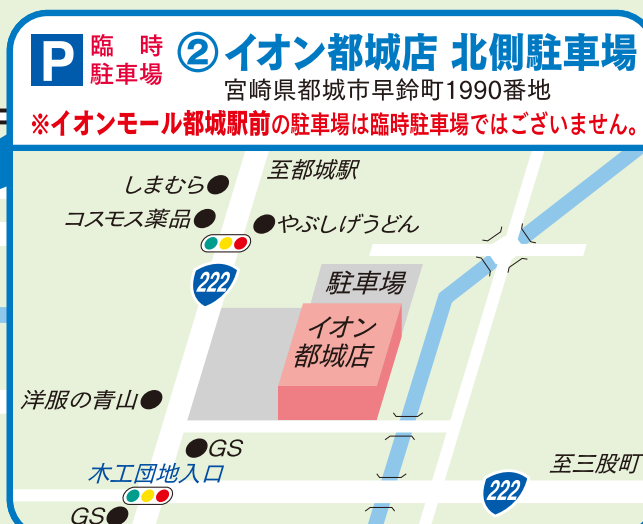 P 臨時駐車場 ②イオン都城店 北側駐車場
宮崎県都城市早鈴町1990番地
※イオンモール都城駅前の駐車場は臨時駐車場ではございません。
至都城駅
しまむら
コスモス薬品
やぶしげうどん
222
駐車場
イオン
都城店
洋服の青山
GS
木工団地入口
至三股町
222
GS